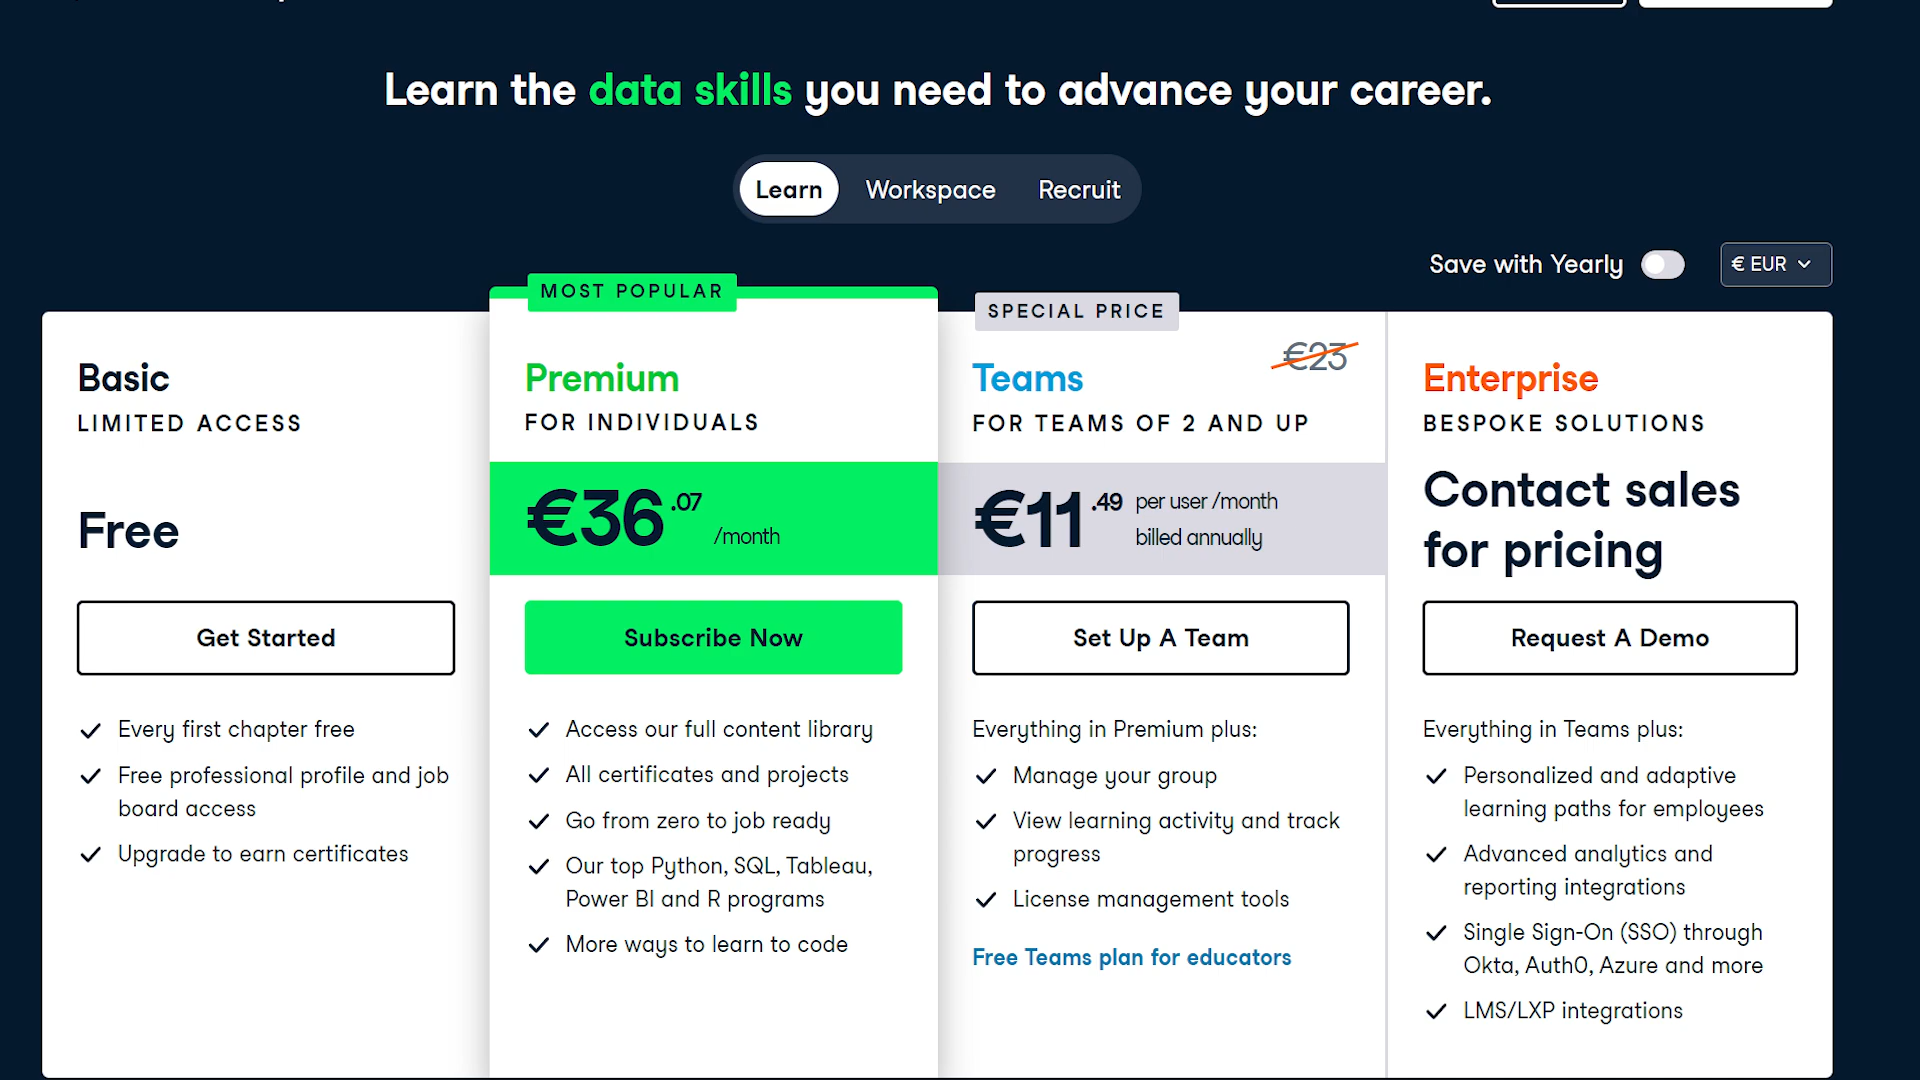 Learn the data skills you need to advance your career.
Learn
Workspace
Recruit
Save with Yearly
€ EUR
Basic
LIMITED ACCESS
Free
Get Started
Every first chapter free
Free professional profile and job
board access
Upgrade to earn certificates
MOST POPULAR
Premium
FOR INDIVIDUALS
€36.07
/month
Subscribe Now
Access our full content library
All certificates and projects
Go from zero to job ready
Our top Python, SQL, Tableau,
Power BI and R programs
More ways to learn to code
SPECIAL PRICE
€23
Teams
FOR TEAMS OF 2 AND UP
€11.49 per user /month
billed annually
Set Up A Team
Everything in Premium plus:
Manage your group
View learning activity and track
progress
License management tools
Free Teams plan for educators
Enterprise
BESPOKE SOLUTIONS
Contact sales
for pricing
Request A Demo
Everything in Teams plus:
Personalized and adaptive
learning paths for employees
Advanced analytics and
reporting integrations
Single Sign-On (SSO) through
Okta, Auth0, Azure and more
LMS/LXP integrations